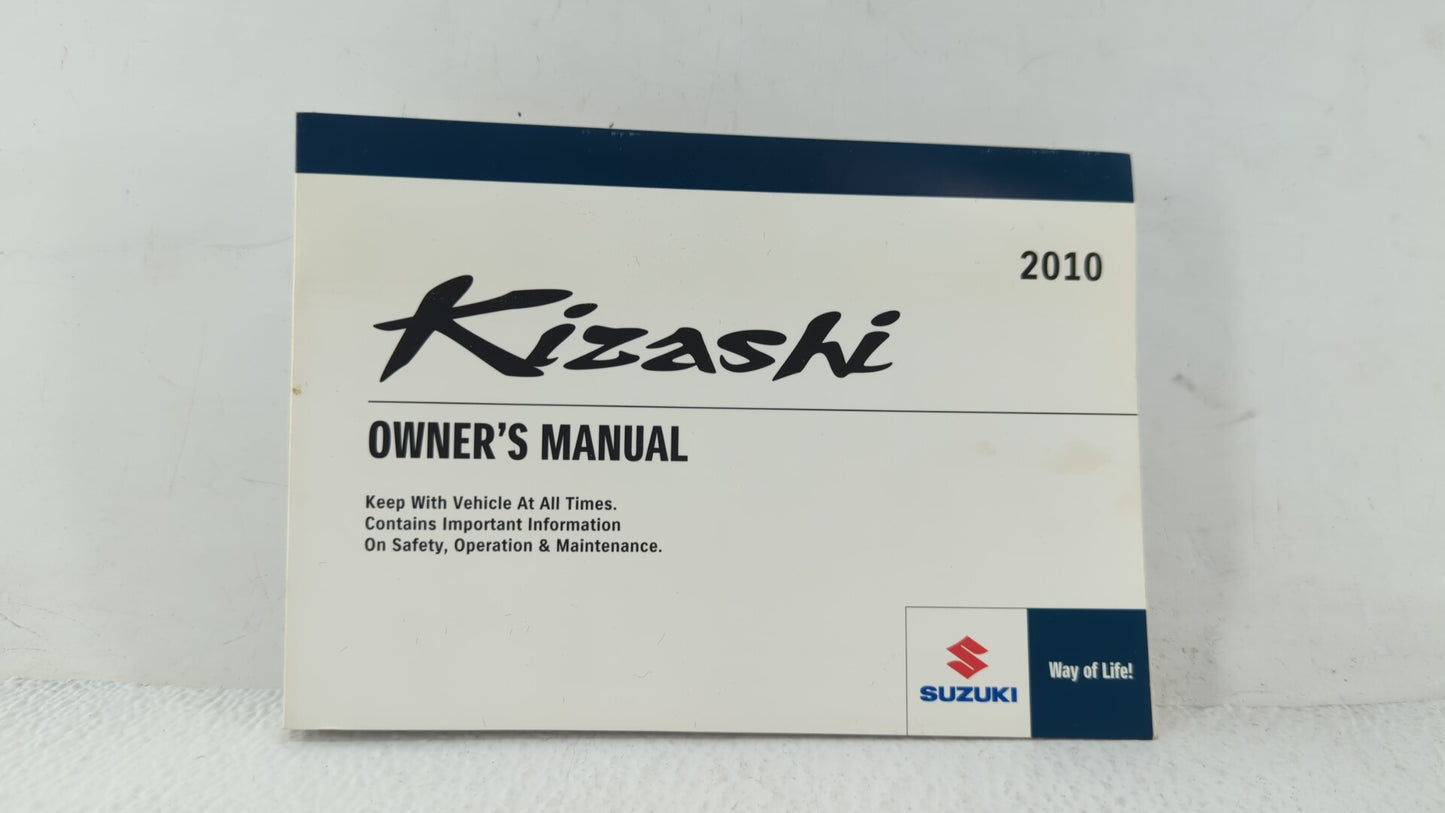 2010
Kizashi
OWNER'S MANUAL
Keep With Vehicle At All Times.
Contains Important Information
On Safety, Operation & Maintenance.
SUZUKI
Way of Life!